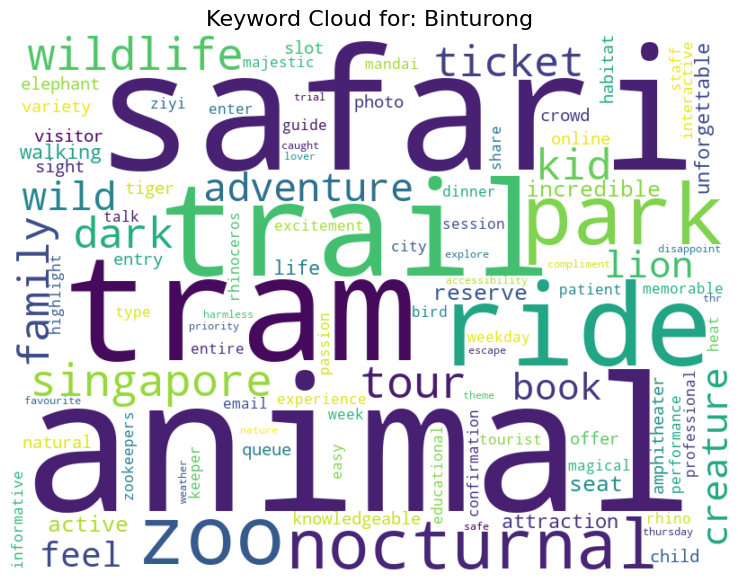 Keyword Cloud for: Binturong
wildlife
slot
majestic
mandai
ticket
habitat
staff
interactive
elephant
variety
ziyi
enter
trial
photo
safari
crowd
online
unforgettable
visitor
walking
sight
guide
caught
lover
share
kid
wild
tiger
adventure
dinner
incredible
talk
dark
trail
park
entry
rhinoceros
excitement
session
city
explore
disappoint
family
highlight
life
lion
accessibility
compliment
tram
reserve
patient
memorable
thr
type
harmless
priority
bird
ride
weekday
heat
entire
passion
escape
singapore
tour
book
creature
favourite
email
experience
week
theme
animal
natural
zookeepers
nature
queue
easy
educational
confirmation
tourist
offer
amphitheater
performance
professional
weather
keeper
magical
seat
informative
active
zoo
knowledgeable
nocturnal
safe
attraction
rhino
thursday
feel
child